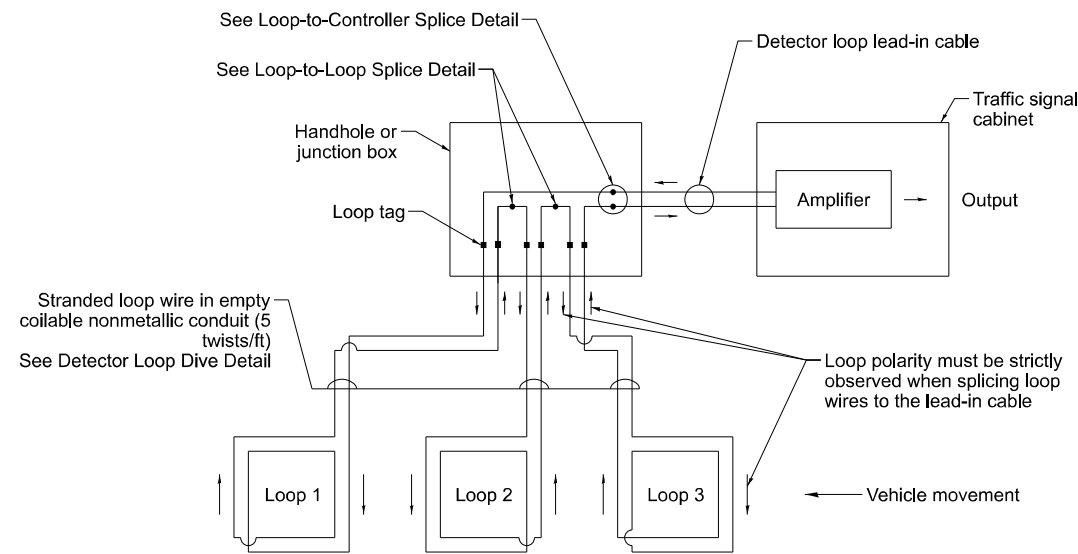 See Loop-to-Controller Splice Detail
Detector loop lead-in cable
See Loop-to-Loop Splice Detail
Traffic signal
cabinet
Handhole or
junction box
Amplifier
Output
Loop tag
Stranded loop wire in empty
coilable nonmetallic conduit (5
twists/ft)
See Detector Loop Dive Detail
Loop polarity must be strictly
observed when splicing loop
wires to the lead-in cable
Loop 1
Loop 2
Loop 3
Vehicle movement